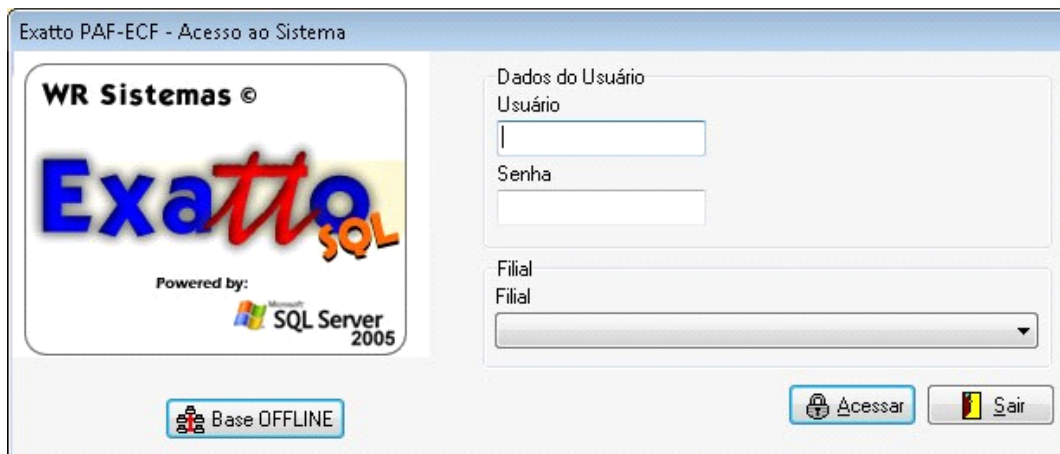 Exatto PAF-ECF - Acesso ao Sistema
WR Sistemas ©
Exatto
SQL
Powered by:
Microsoft
SQL Server
2005
Base OFFLINE
Dados do Usuário
Usuário
Senha
Filial
Filial
Acessar
Sair